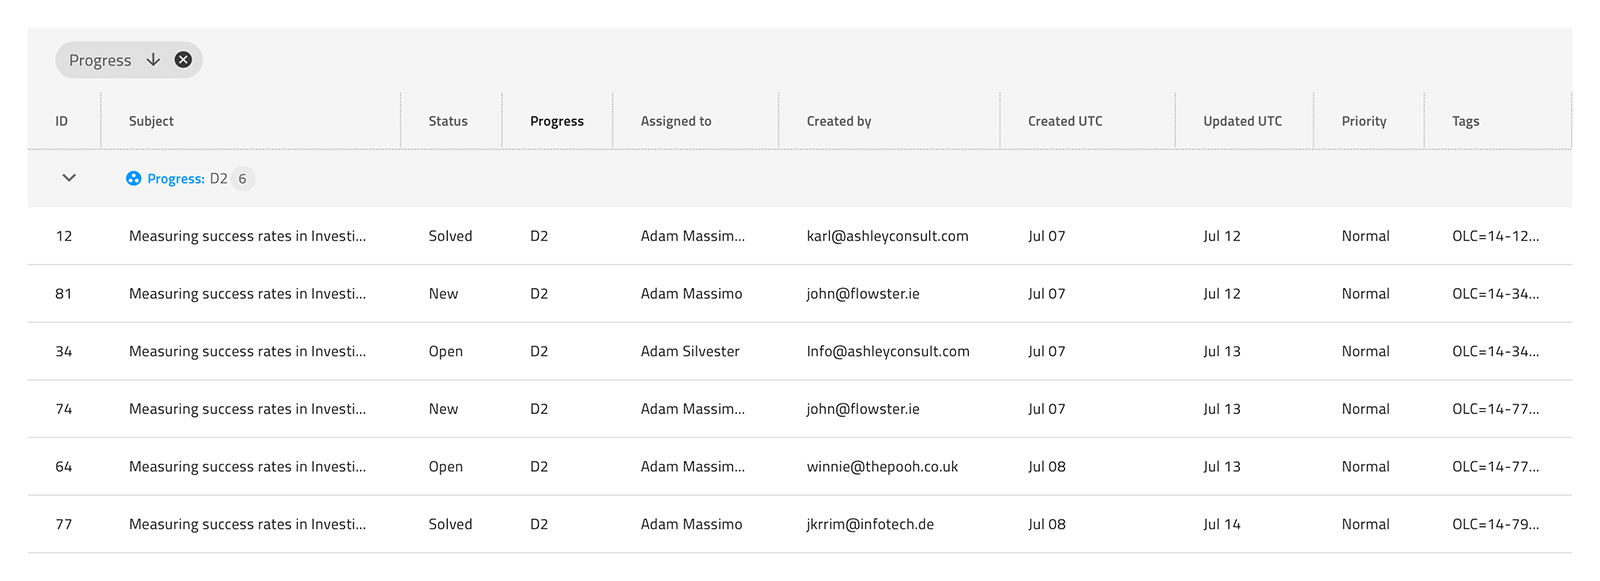 Progress
ID Subject Status Progress Assigned to Created by Created UTC Updated UTC Priority Tags
Progress: D2 6
12 Measuring success rates in Investi... Solved D2 Adam Massim... karl@ashleyconsult.com Jul 07 Jul 12 Normal OLC=14-12...
81 Measuring success rates in Investi... New D2 Adam Massimo john@flowster.ie Jul 07 Jul 12 Normal OLC=14-34...
34 Measuring success rates in Investi... Open D2 Adam Silvester Info@ashleyconsult.com Jul 07 Jul 13 Normal OLC=14-34...
74 Measuring success rates in Investi... New D2 Adam Massim... john@flowster.ie Jul 07 Jul 13 Normal OLC=14-77...
64 Measuring success rates in Investi... Open D2 Adam Massim... winnie@thepooh.co.uk Jul 08 Jul 13 Normal OLC=14-77...
77 Measuring success rates in Investi... Solved D2 Adam Massimo jkrrim@infotech.de Jul 08 Jul 14 Normal OLC=14-79...